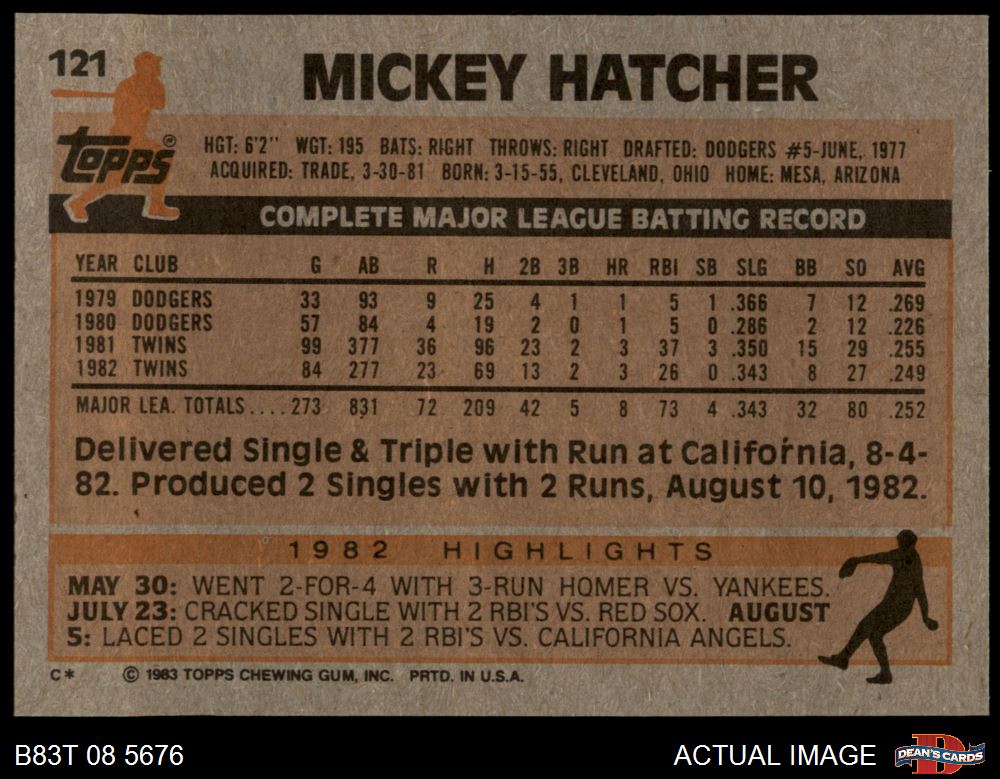 121
MICKEY HATCHER
Topps®
HGT: 6'2" WGT: 195 BATS: RIGHT THROWS: RIGHT DRAFTED: DODGERS #5-JUNE, 1977
ACQUIRED: TRADE, 3-30-81 BORN: 3-15-55, CLEVELAND, OHIO HOME: MESA, ARIZONA
COMPLETE MAJOR LEAGUE BATTING RECORD
YEAR CLUB G AB R H 2B 3B HR RBI SB SLG BB SO AVG
1979 DODGERS 33 93 9 25 4 1 1 5 1 .366 7 12 .269
1980 DODGERS 57 84 4 19 2 0 1 5 0 .286 2 12 .226
1981 TWINS 99 377 36 96 23 2 3 37 3 .350 15 29 .255
1982 TWINS 84 277 23 69 13 2 3 26 0 .343 8 27 .249
MAJOR LEA. TOTALS .... 273 831 72 209 42 5 8 73 4 .343 32 80 .252
Delivered Single & Triple with Run at California, 8-4-
82. Produced 2 Singles with 2 Runs, August 10, 1982.
1982 HIGHLIGHTS
MAY 30: WENT 2-FOR-4 WITH 3-RUN HOMER VS. YANKEES.
JULY 23: CRACKED SINGLE WITH 2 RBI'S VS. RED SOX. AUGUST
5: LACED 2 SINGLES WITH 2 RBI'S VS. CALIFORNIA ANGELS.
C* © 1983 TOPPS CHEWING GUM, INC. PRTD. IN U.S.A.
B83T 08 5676 ACTUAL IMAGE D DEAN'S CARDS